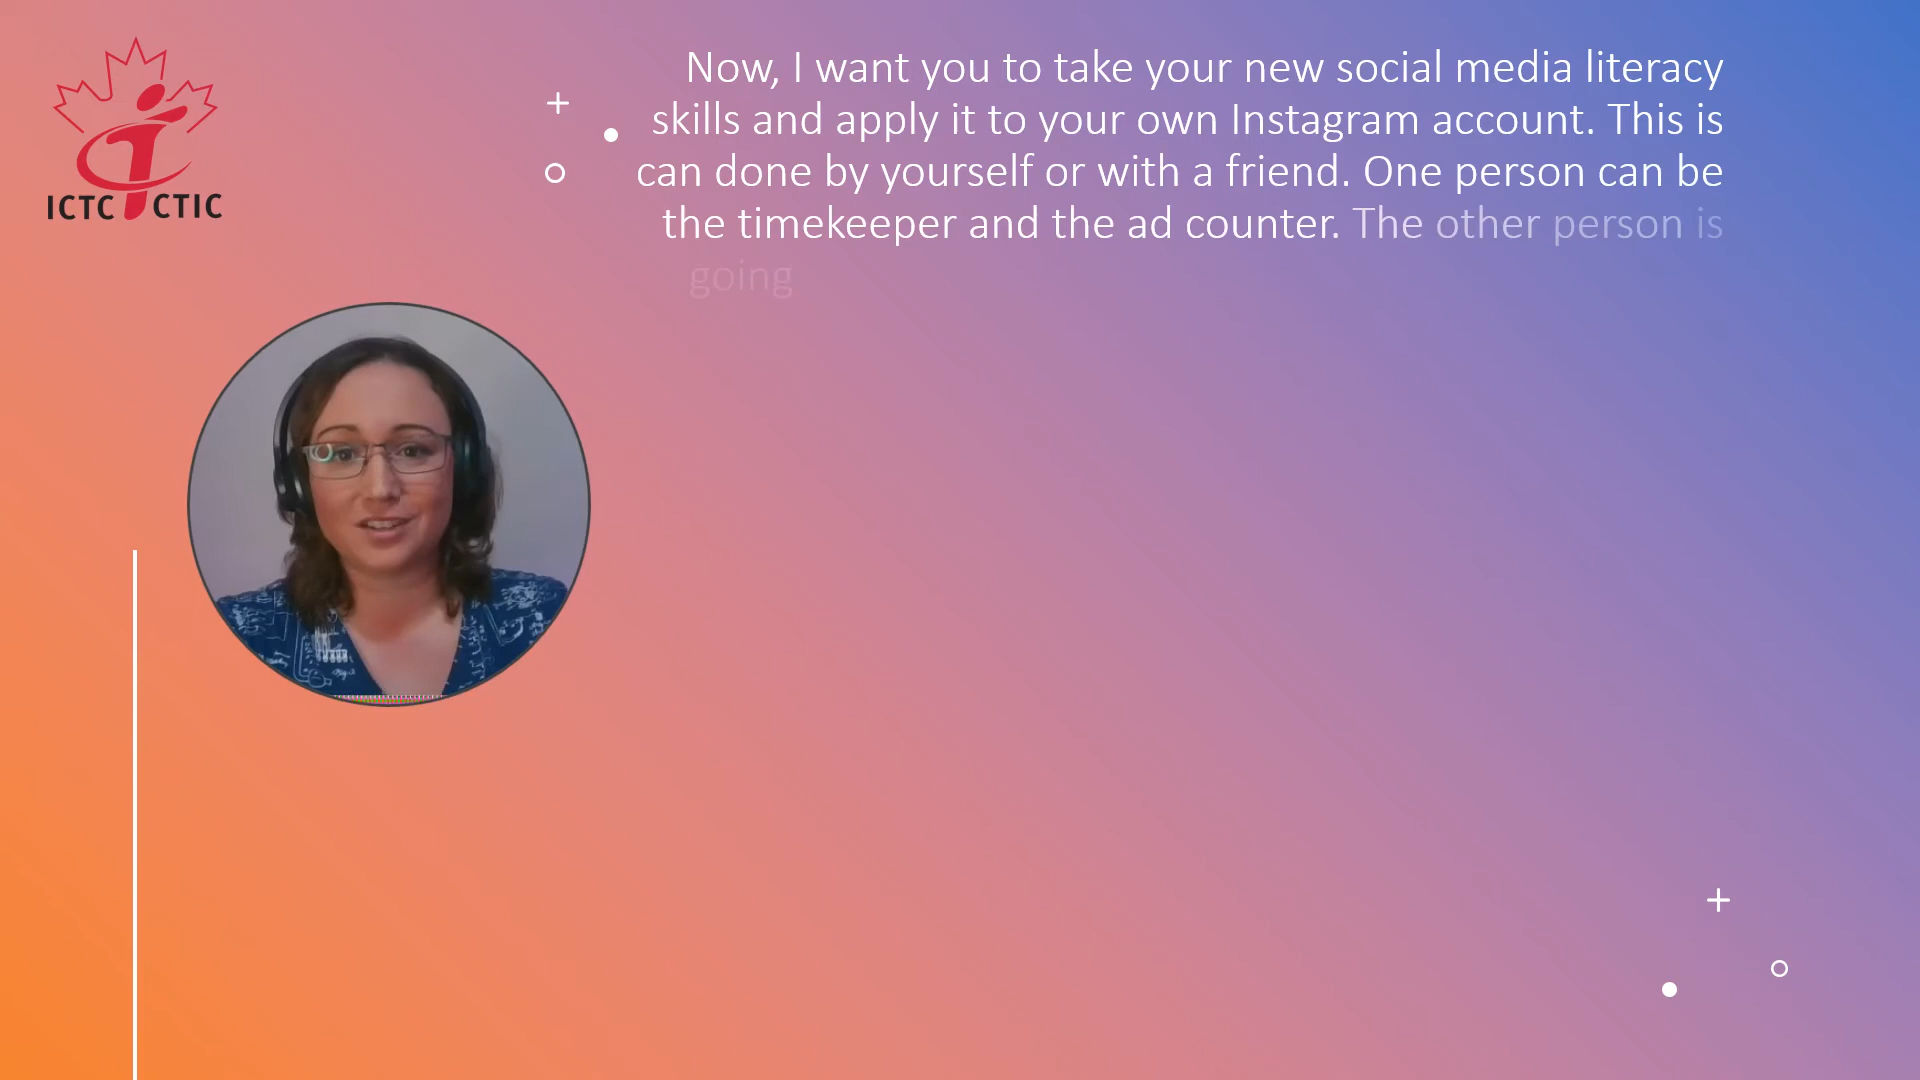 ICTC CTIC
Now, I want you to take your new social media literacy
skills and apply it to your own Instagram account. This is
can done by yourself or with a friend. One person can be
the timekeeper and the ad counter. The other person is
going